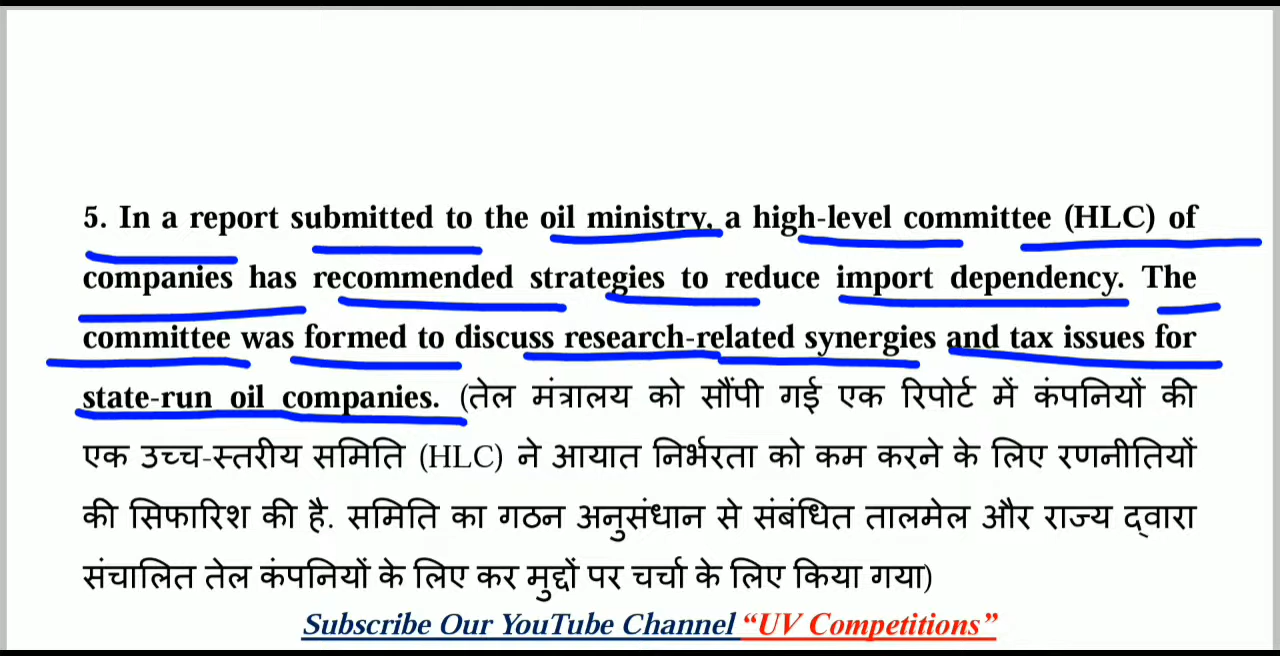 5. In a report submitted to the oil ministry, a high-level committee (HLC) of
companies has recommended strategies to reduce import dependency. The
committee was formed to discuss research-related synergies and tax issues for
state-run oil companies. (तेल मंत्रालय को सौंपी गई एक रिपोर्ट में कंपनियों की
एक उच्च-स्तरीय समिति (HLC) ने आयात निर्भरता को कम करने के लिए रणनीतियों
की सिफारिश की है. समिति का गठन अनुसंधान से संबंधित तालमेल और राज्य द्वारा
संचालित तेल कंपनियों के लिए कर मुद्दों पर चर्चा के लिए किया गया)
Subscribe Our YouTube Channel “UV Competitions”